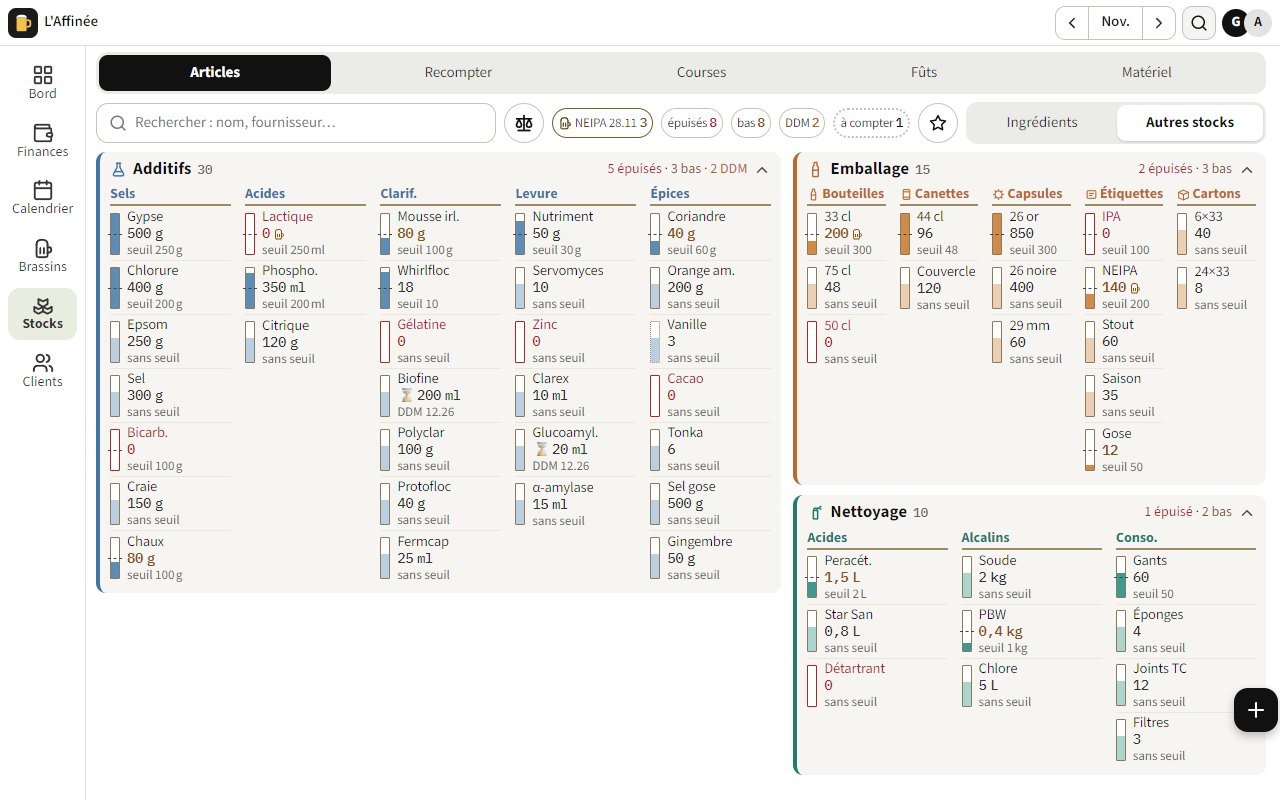 L'Affinée
Nov.
G
A
Bord
Finances
Calendrier
Brassins
Stocks
Clients
Articles
Recompter
Courses
Fûts
Matériel
Rechercher : nom, fournisseur…
NEIPA 28.11 3
épuisés 8
bas 8
DDM 2
à compter 1
Ingrédients
Autres stocks
Additifs 30
5 épuisés · 3 bas · 2 DDM
Sels
Gypse
500 g
seuil 250 g
Chlorure
400 g
seuil 200 g
Epsom
250 g
sans seuil
Sel
300 g
sans seuil
Bicarb.
0
seuil 100 g
Craie
150 g
sans seuil
Chaux
80 g
seuil 100 g
Acides
Lactique
0
seuil 250 ml
Phospho.
350 ml
seuil 200 ml
Citrique
120 g
sans seuil
Clarif.
Mousse irl.
80 g
seuil 100 g
Whirlfloc
18
seuil 10
Gélatine
0
sans seuil
Biofine
⏳ 200 ml
DDM 12.26
Polyclar
100 g
sans seuil
Protofloc
40 g
sans seuil
Fermcap
25 ml
sans seuil
Levure
Nutriment
50 g
seuil 30 g
Servomyces
10
sans seuil
Zinc
0
sans seuil
Clarex
10 ml
sans seuil
Glucoamyl.
⏳ 20 ml
DDM 12.26
α-amylase
15 ml
sans seuil
Épices
Coriandre
40 g
seuil 60 g
Orange am.
200 g
sans seuil
Vanille
3
sans seuil
Cacao
0
sans seuil
Tonka
6
sans seuil
Sel gose
500 g
sans seuil
Gingembre
50 g
sans seuil
Emballage 15
2 épuisés · 3 bas
Bouteilles
33 cl
200
seuil 300
75 cl
48
sans seuil
50 cl
0
sans seuil
Canettes
44 cl
96
seuil 48
Couvercle
120
sans seuil
Capsules
26 or
850
seuil 300
26 noire
400
sans seuil
29 mm
60
sans seuil
Étiquettes
IPA
0
seuil 100
NEIPA
140
seuil 200
Stout
60
sans seuil
Saison
35
sans seuil
Gose
12
seuil 50
Cartons
6×33
40
sans seuil
24×33
8
sans seuil
Nettoyage 10
1 épuisé · 2 bas
Acides
Peracét.
1,5 L
seuil 2 L
Star San
0,8 L
sans seuil
Détartrant
0
sans seuil
Alcalins
Soude
2 kg
sans seuil
PBW
0,4 kg
seuil 1 kg
Chlore
5 L
sans seuil
Conso.
Gants
60
seuil 50
Éponges
4
sans seuil
Joints TC
12
sans seuil
Filtres
3
sans seuil